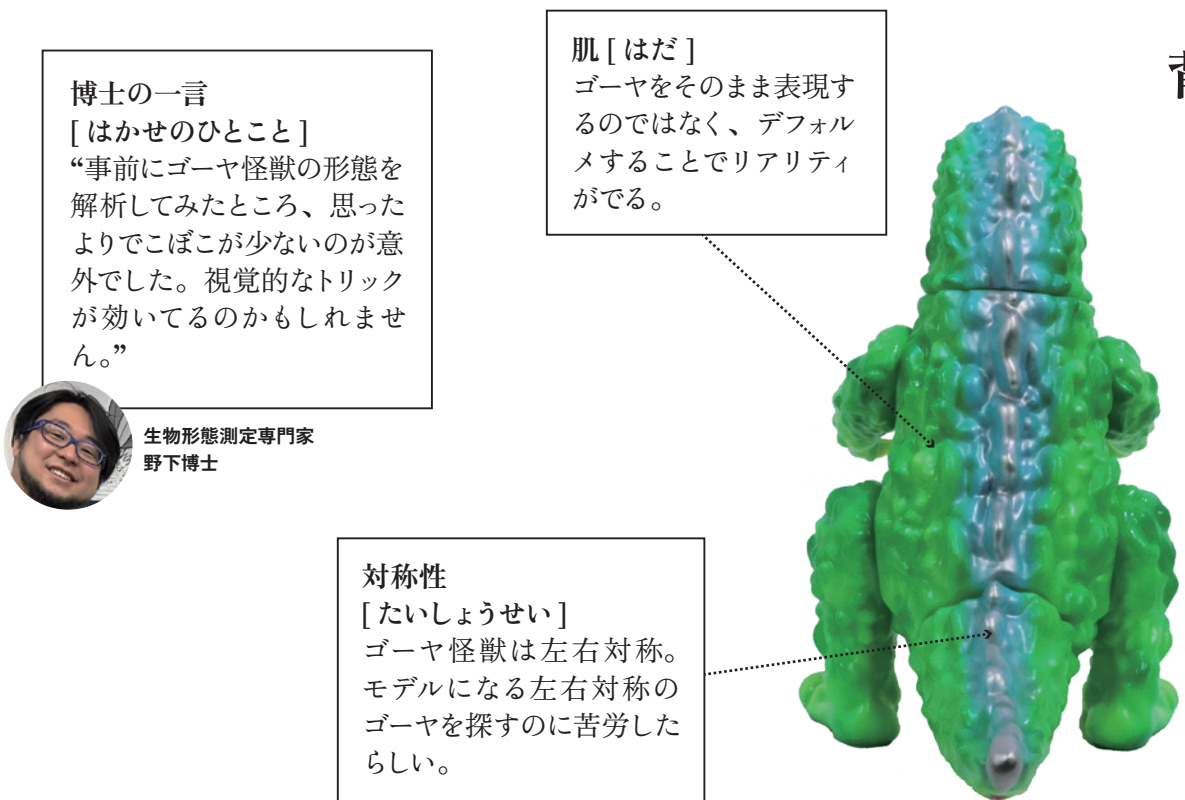 博士の一言
[ はかせのひとこと ]
“事前にゴーヤ怪獣の形態を
解析してみたところ、思った
よりでこぼこが少ないのが意
外でした。視覚的なトリック
が効いてるのかもしれませ
ん。”
生物形態測定専門家
野下博士
肌 [ はだ ]
ゴーヤをそのまま表現す
るのではなく、デフォル
メすることでリアリティ
がでる。
対称性
[ たいしょうせい ]
ゴーヤ怪獣は左右対称。
モデルになる左右対称の
ゴーヤを探すのに苦労した
らしい。